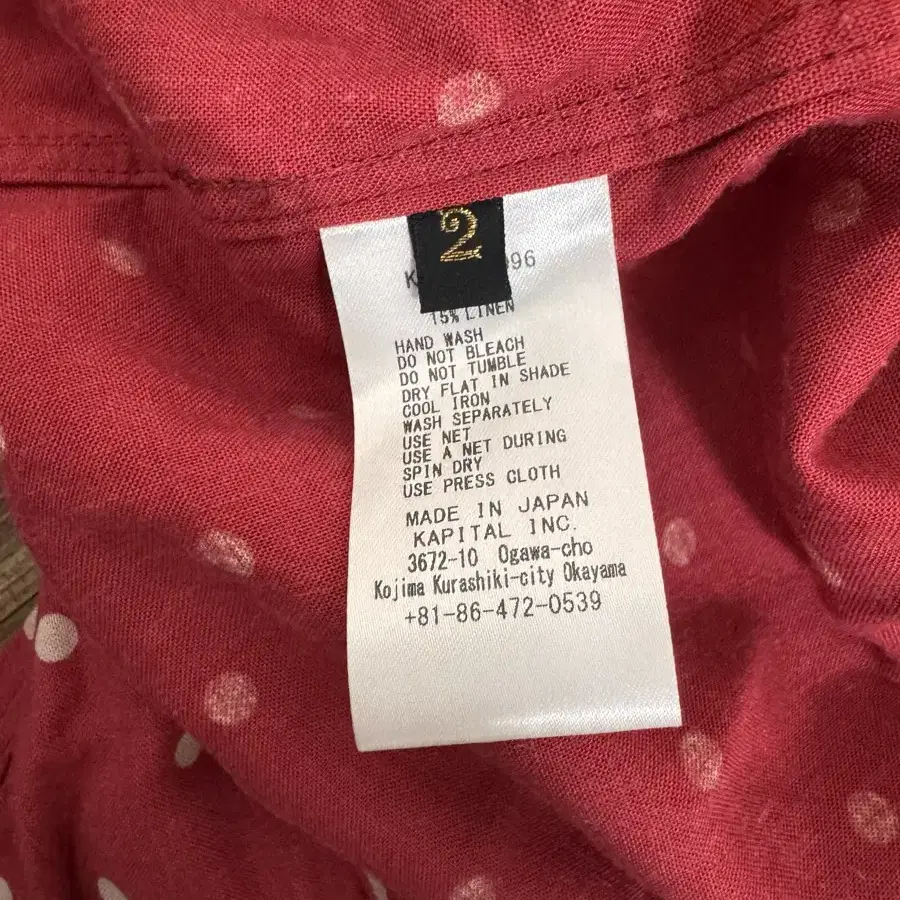 2
15% LINEN
HAND WASH
DO NOT BLEACH
DO NOT TUMBLE
DRY FLAT IN SHADE
COOL IRON
WASH SEPARATELY
USE NET
USE A NET DURING
SPIN DRY
USE PRESS CLOTH
MADE IN JAPAN
KAPITAL INC.
3672-10 Ogawa-cho
Kojima Kurashiki-city Okayama
+81-86-472-0539